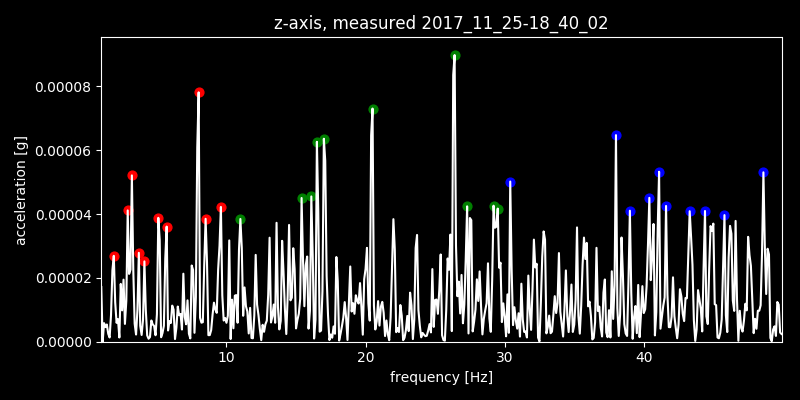 z-axis, measured 2017_11_25-18_40_02
0.00008
0.00006
0.00004
0.00002
0.00000
acceleration [g]
10 20 30 40
frequency [Hz]